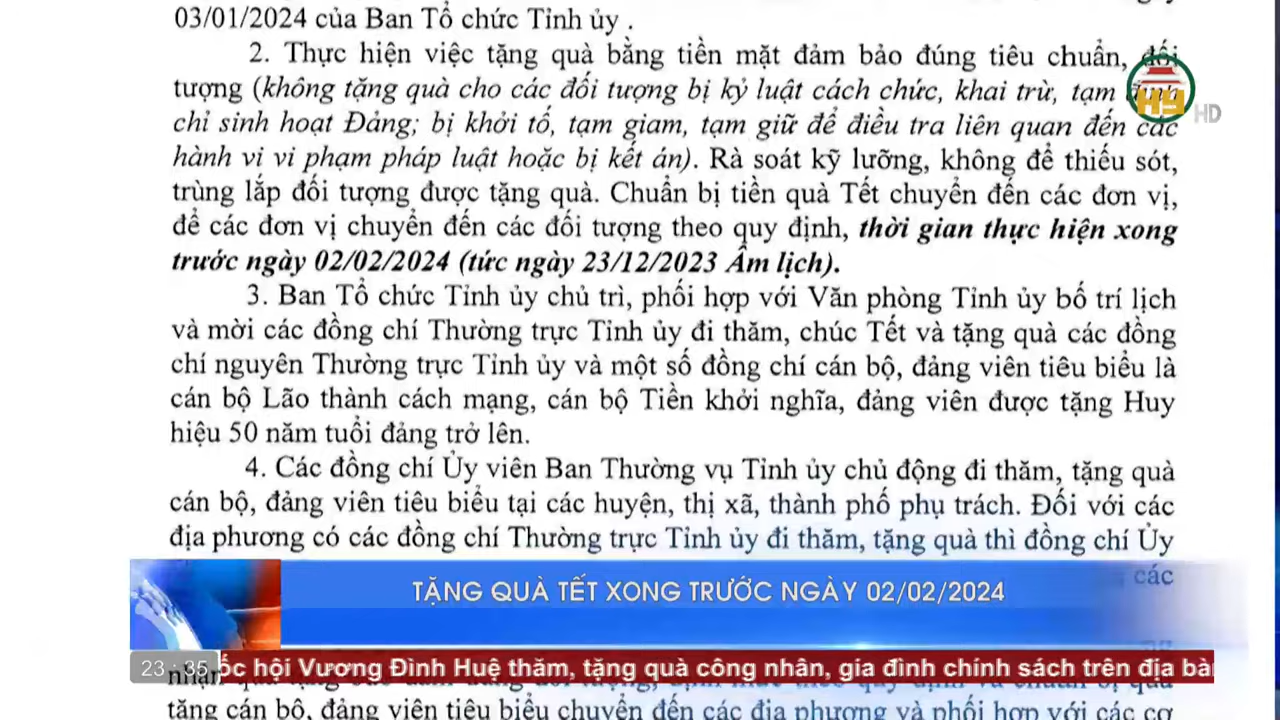 03/01/2024 của Ban Tổ chức Tỉnh ủy .
2. Thực hiện việc tặng quà bằng tiền mặt đảm bảo đúng tiêu chuẩn, đối
tượng (không tặng quà cho các đối tượng bị kỷ luật cách chức, khai trừ, tạm đình
chỉ sinh hoạt Đảng; bị khởi tố, tạm giam, tạm giữ để điều tra liên quan đến các
hành vi vi phạm pháp luật hoặc bị kết án). Rà soát kỹ lưỡng, không để thiếu sót,
trùng lắp đối tượng được tặng quà. Chuẩn bị tiền quà Tết chuyển đến các đơn vị,
để các đơn vị chuyển đến các đối tượng theo quy định, thời gian thực hiện xong
trước ngày 02/02/2024 (tức ngày 23/12/2023 Âm lịch).
3. Ban Tổ chức Tỉnh ủy chủ trì, phối hợp với Văn phòng Tỉnh ủy bố trí lịch
và mời các đồng chí Thường trực Tỉnh ủy đi thăm, chúc Tết và tặng quà các đồng
chí nguyên Thường trực Tỉnh ủy và một số đồng chí cán bộ, đảng viên tiêu biểu là
cán bộ Lão thành cách mạng, cán bộ Tiền khởi nghĩa, đảng viên được tặng Huy
hiệu 50 năm tuổi đảng trở lên.
4. Các đồng chí Ủy viên Ban Thường vụ Tỉnh ủy chủ động đi thăm, tặng quà
cán bộ, đảng viên tiêu biểu tại các huyện, thị xã, thành phố phụ trách. Đối với các
địa phương có các đồng chí Thường trực Tỉnh ủy đi thăm, tặng quà thì đồng chí Ủy
các
TẶNG QUÀ TẾT XONG TRƯỚC NGÀY 02/02/2024
23:35 ốc hội Vương Đình Huệ thăm, tặng quà công nhân, gia đình chính sách trên địa bàn
tặng cán bộ, đảng viên tiêu biểu chuyển đến các địa phương và phối hợp với các cơ
HY HD